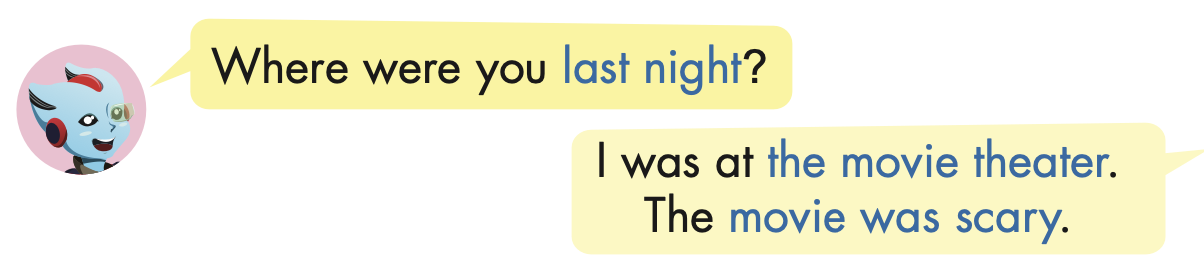 Where were you last night?
I was at the movie theater.
The movie was scary.